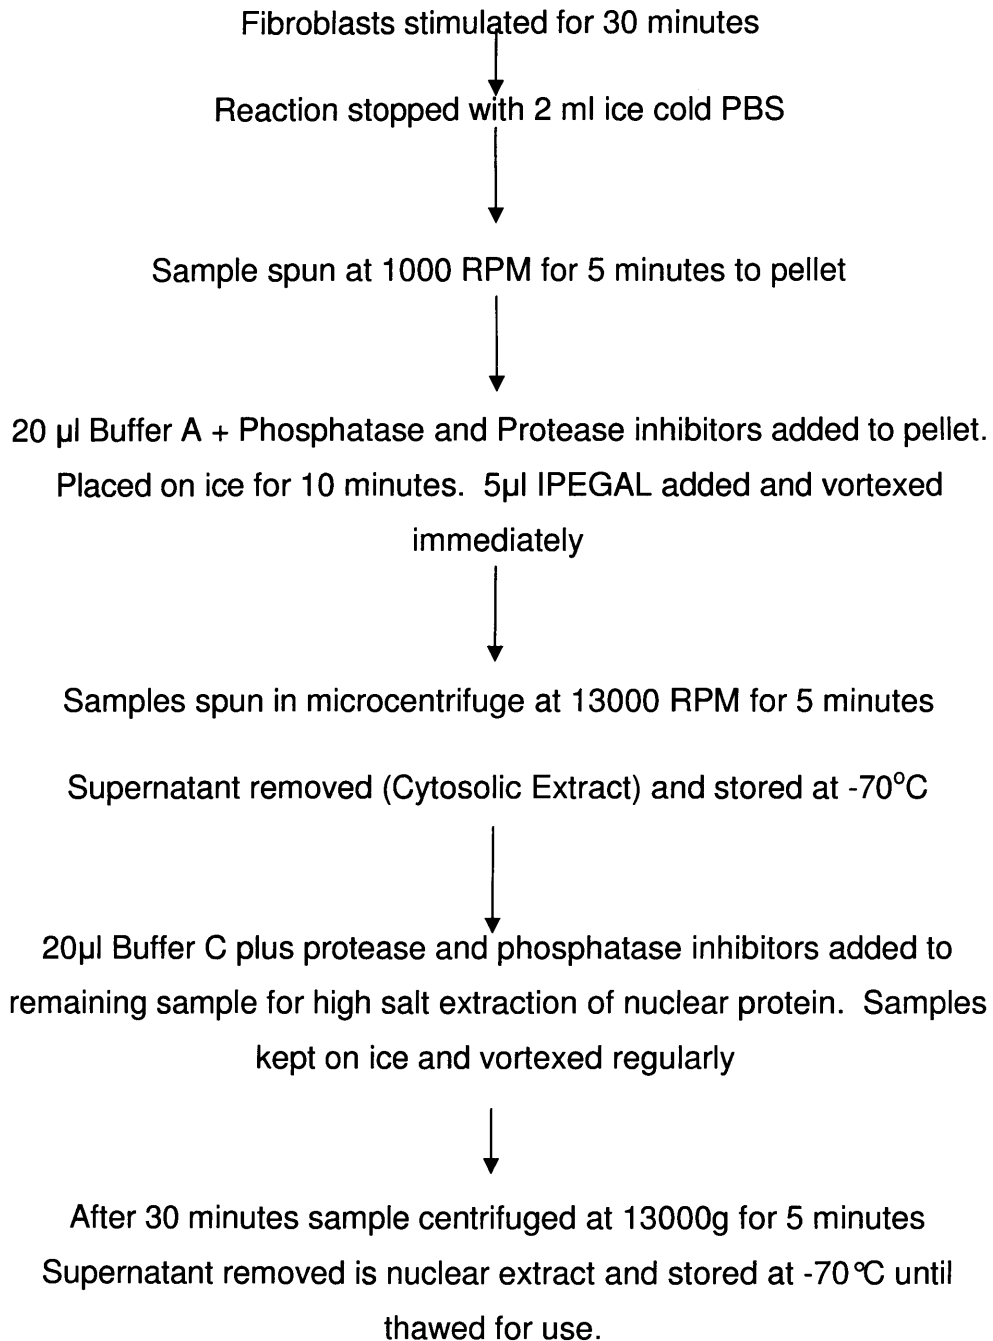 Fibroblasts stimulated for 30 minutes
Reaction stopped with 2 ml ice cold PBS
Sample spun at 1000 RPM for 5 minutes to pellet
20 µl Buffer A + Phosphatase and Protease inhibitors added to pellet.
Placed on ice for 10 minutes.  5µl IPEGAL added and vortexed
immediately
Samples spun in microcentrifuge at 13000 RPM for 5 minutes
Supernatant removed (Cytosolic Extract) and stored at -70°C
20µl Buffer C plus protease and phosphatase inhibitors added to
remaining sample for high salt extraction of nuclear protein.  Samples
kept on ice and vortexed regularly
After 30 minutes sample centrifuged at 13000g for 5 minutes
Supernatant removed is nuclear extract and stored at -70°C until
thawed for use.